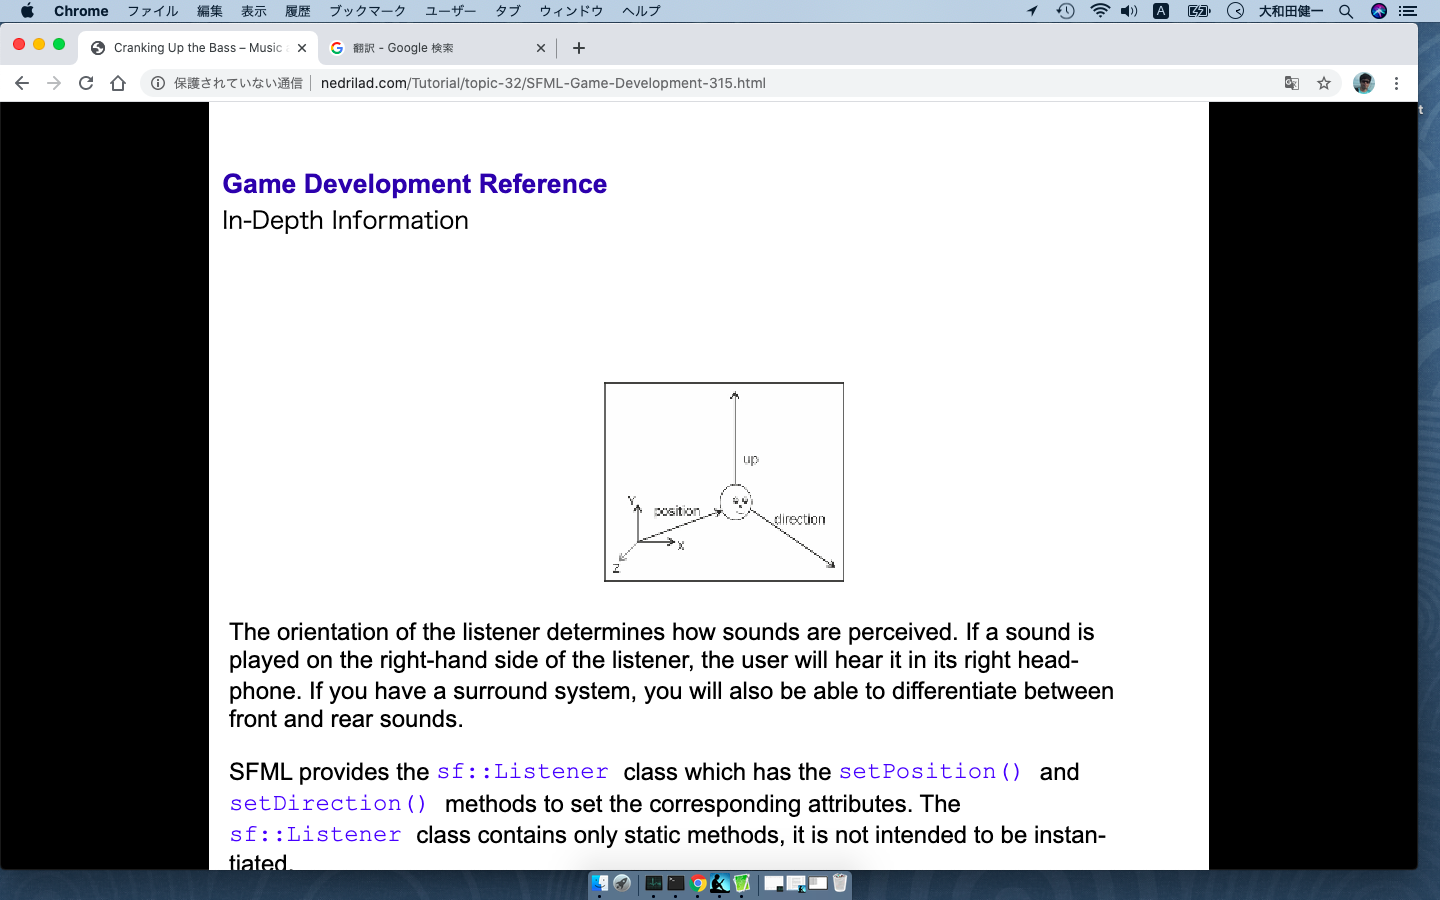 Chrome ファイル 編集 表示 履歴 ブックマーク ユーザー タブ ウィンドウ ヘルプ A 大和田健一
Cranking Up the Bass – Music
翻訳 - Google 検索
保護されていない通信 nedrilad.com/Tutorial/topic-32/SFML-Game-Development-315.html
t
Game Development Reference
In-Depth Information
up
Y
position
direction
X
Z
The orientation of the listener determines how sounds are perceived. If a sound is
played on the right-hand side of the listener, the user will hear it in its right head-
phone. If you have a surround system, you will also be able to differentiate between
front and rear sounds.
SFML provides the sf::Listener class which has the setPosition() and
setDirection() methods to set the corresponding attributes. The
sf::Listener class contains only static methods, it is not intended to be instan-
tiated.